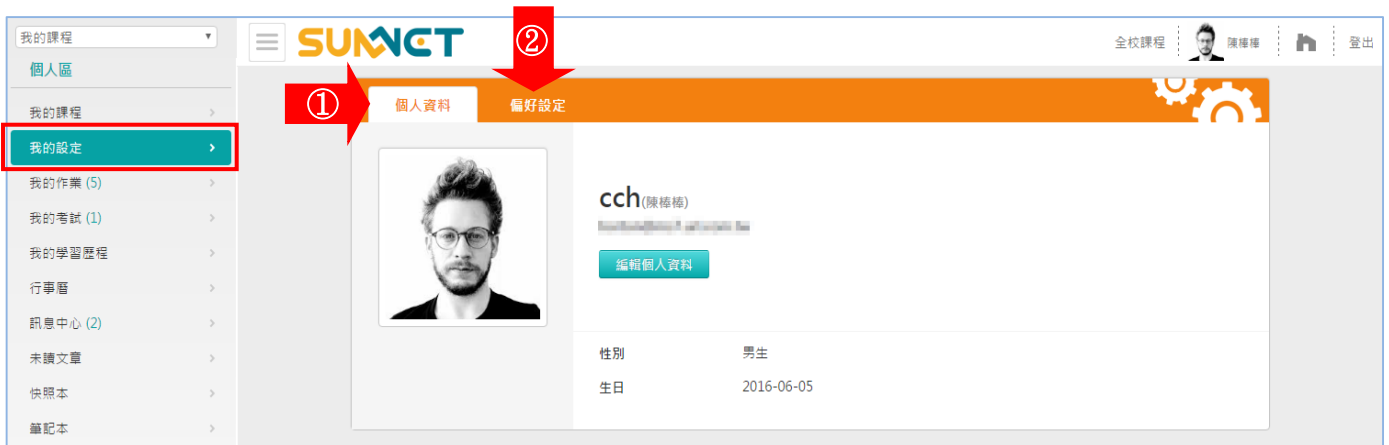 我的課程
個人區
我的課程
我的設定
我的作業 (5)
我的考試 (1)
我的學習歷程
行事曆
訊息中心 (2)
未讀文章
快照本
筆記本
SUNNET
全校課程
陳棒棒
登出
①
②
個人資料
偏好設定
cch(陳棒棒)
編輯個人資料
性別 男生
生日 2016-06-05